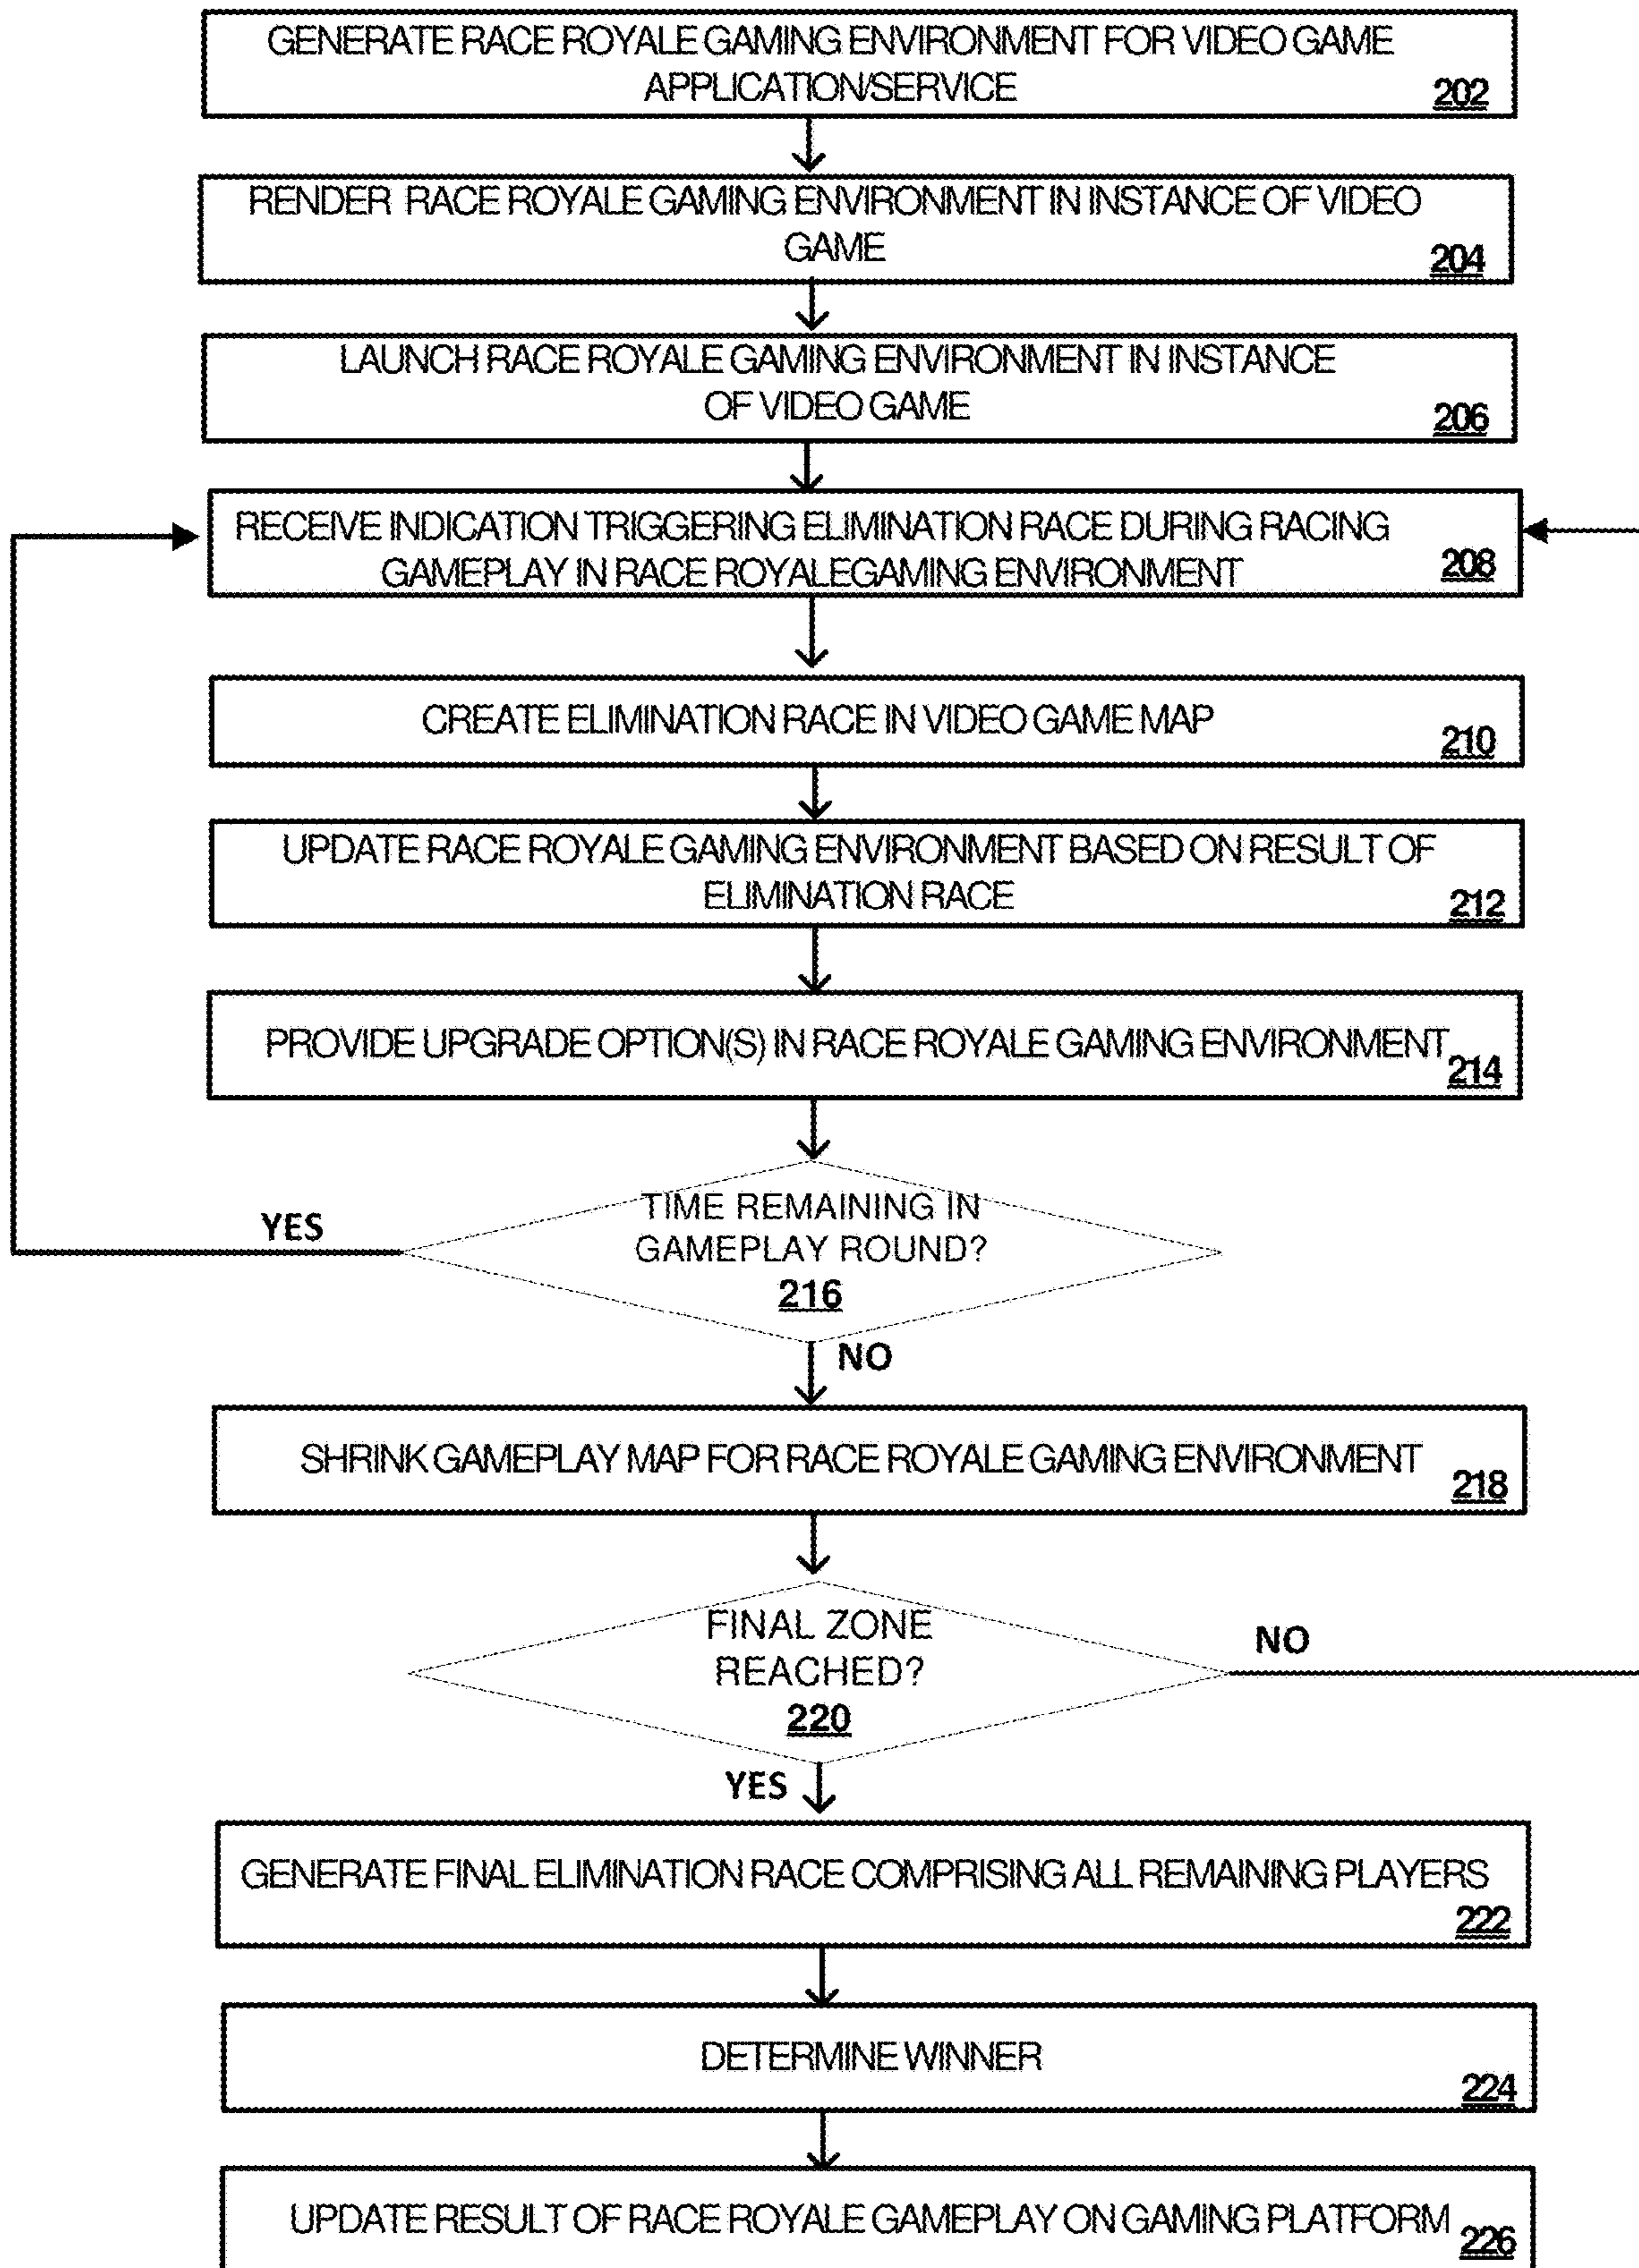 GENERATE RACE ROYALE GAMING ENVIRONMENT FOR VIDEO GAME
APPLICATION/SERVICE
202
RENDER RACE ROYALE GAMING ENVIRONMENT IN INSTANCE OF VIDEO
GAME
204
LAUNCH RACE ROYALE GAMING ENVIRONMENT IN INSTANCE
OF VIDEO GAME
206
RECEIVE INDICATION TRIGGERING ELIMINATION RACE DURING RACING
GAMEPLAY IN RACE ROYALEGAMING ENVIRONMENT
208
CREATE ELIMINATION RACE IN VIDEO GAME MAP
210
UPDATE RACE ROYALE GAMING ENVIRONMENT BASED ON RESULT OF
ELIMINATION RACE
212
PROVIDE UPGRADE OPTION(S) IN RACE ROYALE GAMING ENVIRONMENT
214
TIME REMAINING IN
GAMEPLAY ROUND?
216
YES
NO
SHRINK GAMEPLAY MAP FOR RACE ROYALE GAMING ENVIRONMENT
218
FINAL ZONE
REACHED?
220
NO
YES
GENERATE FINAL ELIMINATION RACE COMPRISING ALL REMAINING PLAYERS
222
DETERMINE WINNER
224
UPDATE RESULT OF RACE ROYALE GAMEPLAY ON GAMING PLATFORM
226